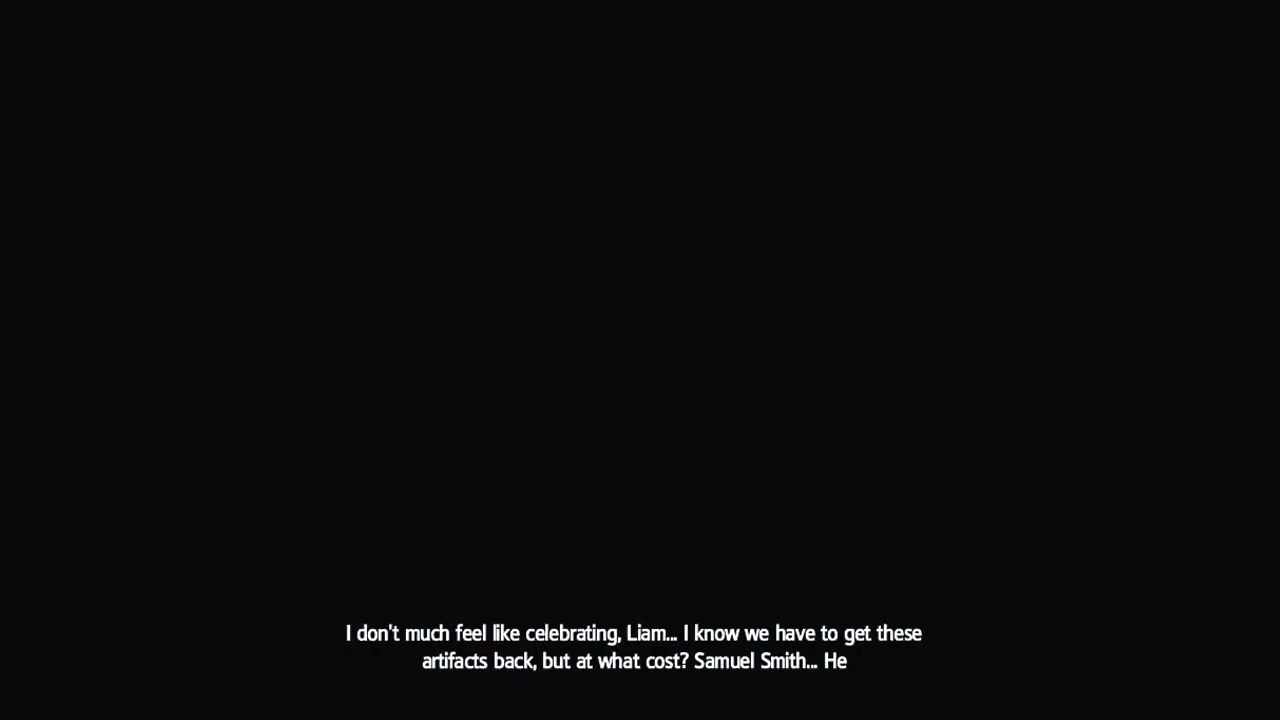 I don't much feel like celebrating, Liam... I know we have to get these
artifacts back, but at what cost? Samuel Smith... He